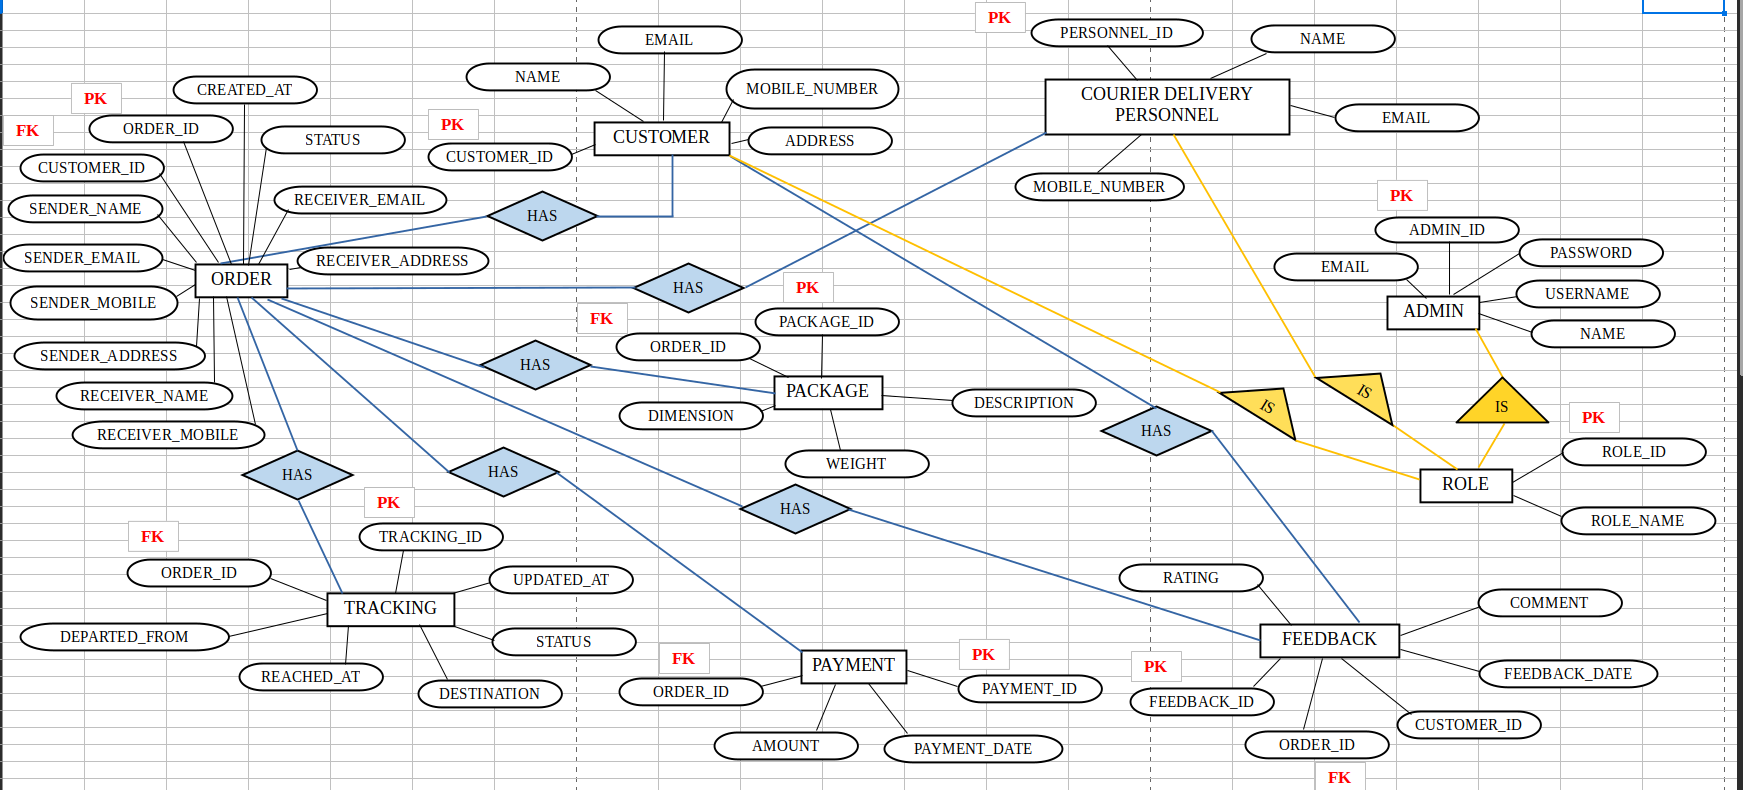 PK
PERSONNEL_ID
NAME
EMAIL
NAME
MOBILE_NUMBER
CREATED_AT
PK
COURIER DELIVERY
PERSONNEL
EMAIL
PK
CUSTOMER
ADDRESS
FK
ORDER_ID
STATUS
CUSTOMER_ID
CUSTOMER_ID
MOBILE_NUMBER
PK
RECEIVER_EMAIL
SENDER_NAME
HAS
ADMIN_ID
PASSWORD
SENDER_EMAIL
RECEIVER_ADDRESS
EMAIL
ORDER
HAS
PK
USERNAME
SENDER_MOBILE
ADMIN
FK
PACKAGE_ID
NAME
ORDER_ID
SENDER_ADDRESS
HAS
PACKAGE
IS
RECEIVER_NAME
DESCRIPTION
IS
IS
DIMENSION
PK
RECEIVER_MOBILE
HAS
ROLE_ID
WEIGHT
HAS
HAS
ROLE
PK
HAS
ROLE_NAME
FK
TRACKING_ID
ORDER_ID
UPDATED_AT
RATING
COMMENT
TRACKING
DEPARTED_FROM
STATUS
FEEDBACK
FK
PAYMENT
PK
PK
REACHED_AT
FEEDBACK_DATE
DESTINATION
ORDER_ID
PAYMENT_ID
FEEDBACK_ID
CUSTOMER_ID
AMOUNT
PAYMENT_DATE
ORDER_ID
FK